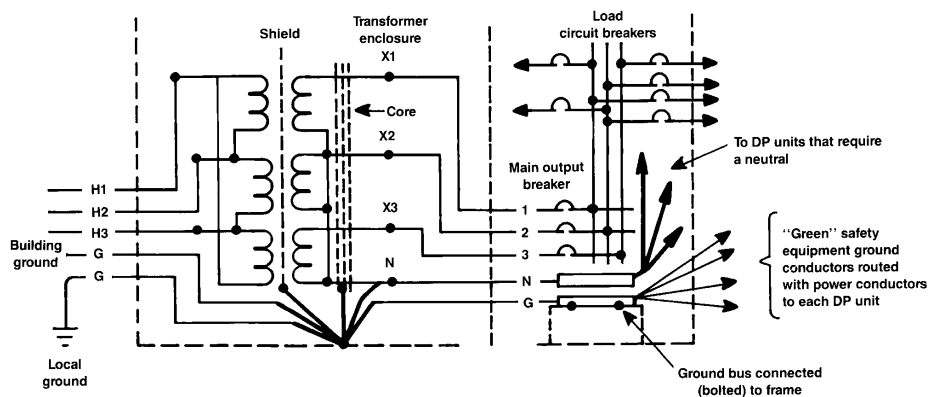 Shield
Transformer
enclosure
Load
circuit breakers
X1
Core
X2
To DP units that require
a neutral
Main output
breaker
H1
H2
H3
X3
1
2
3
Building
ground
G
G
N
N
G
"Green" safety
equipment ground
conductors routed
with power conductors
to each DP unit
Local
ground
Ground bus connected
(bolted) to frame